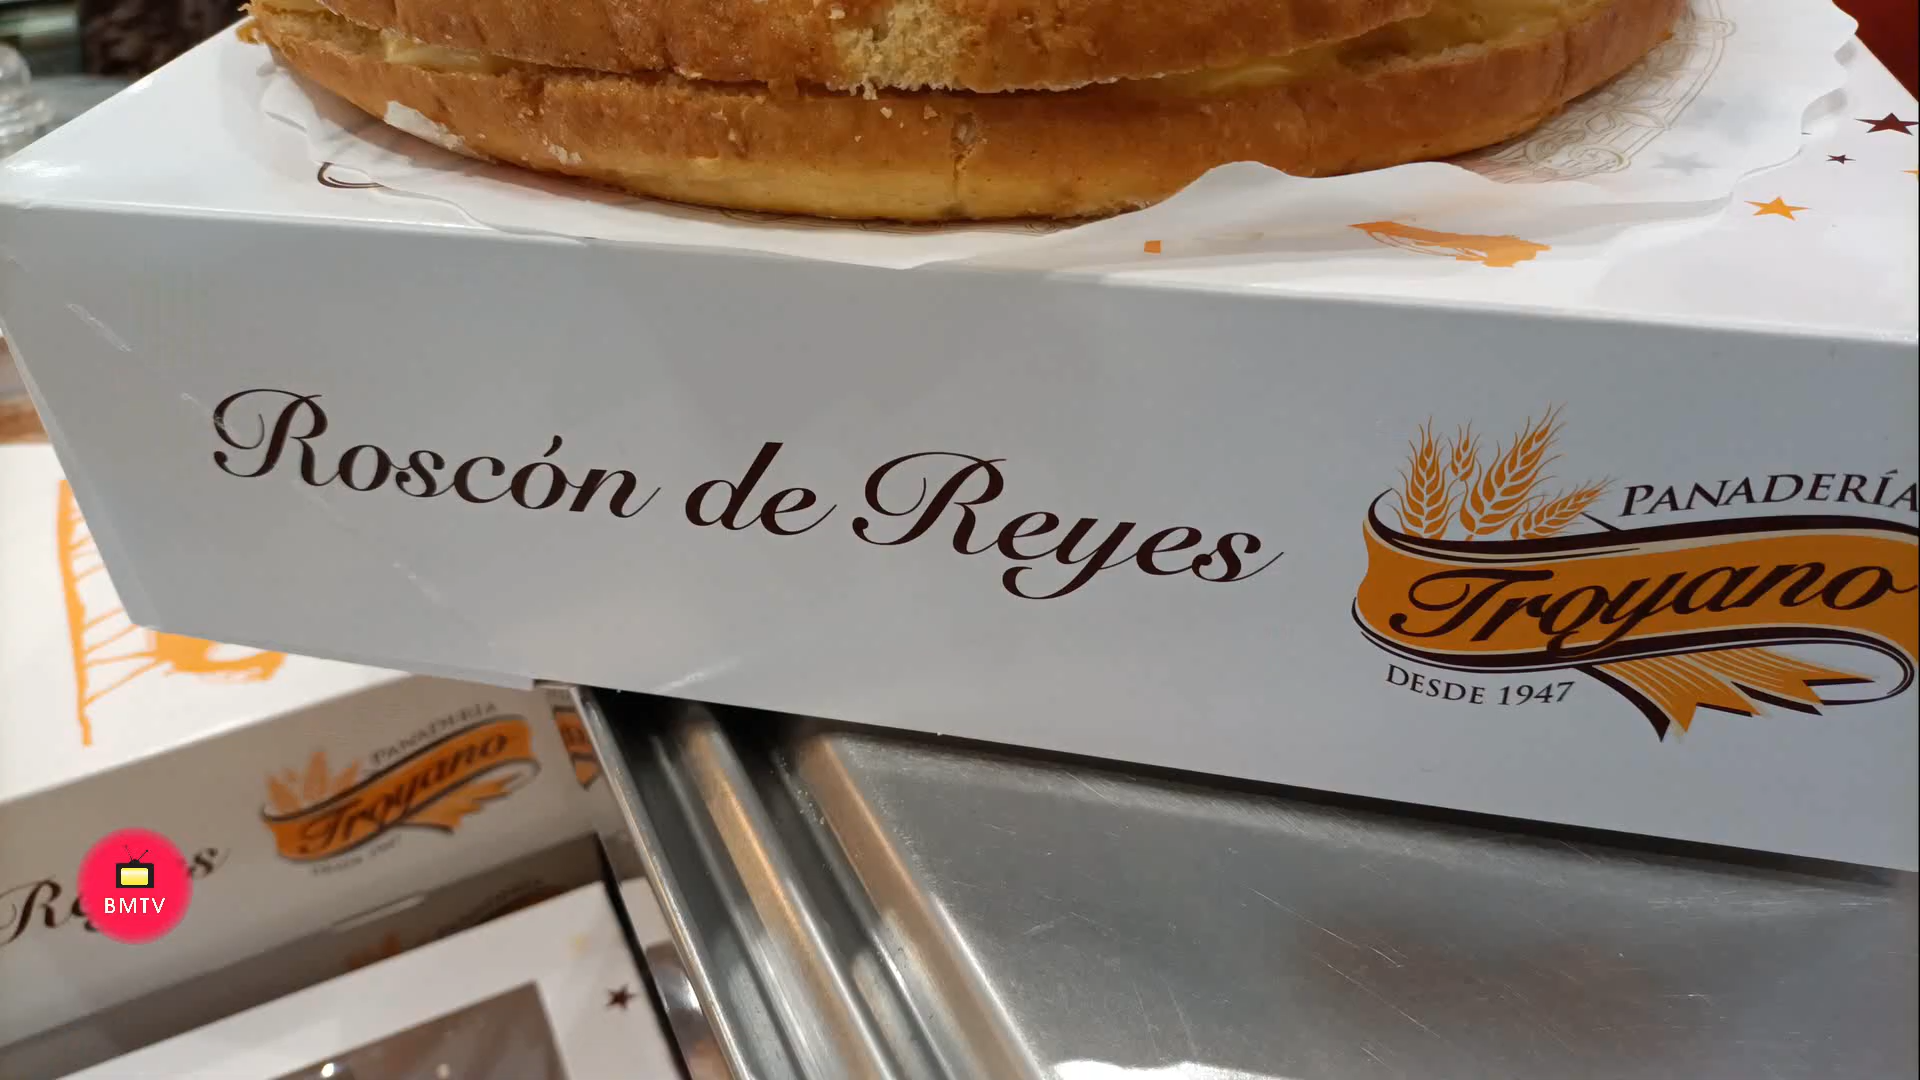 Roscón de Reyes
PANADERÍA
Troyano
DESDE 1947
PANADERÍA
Troyano
BMTV